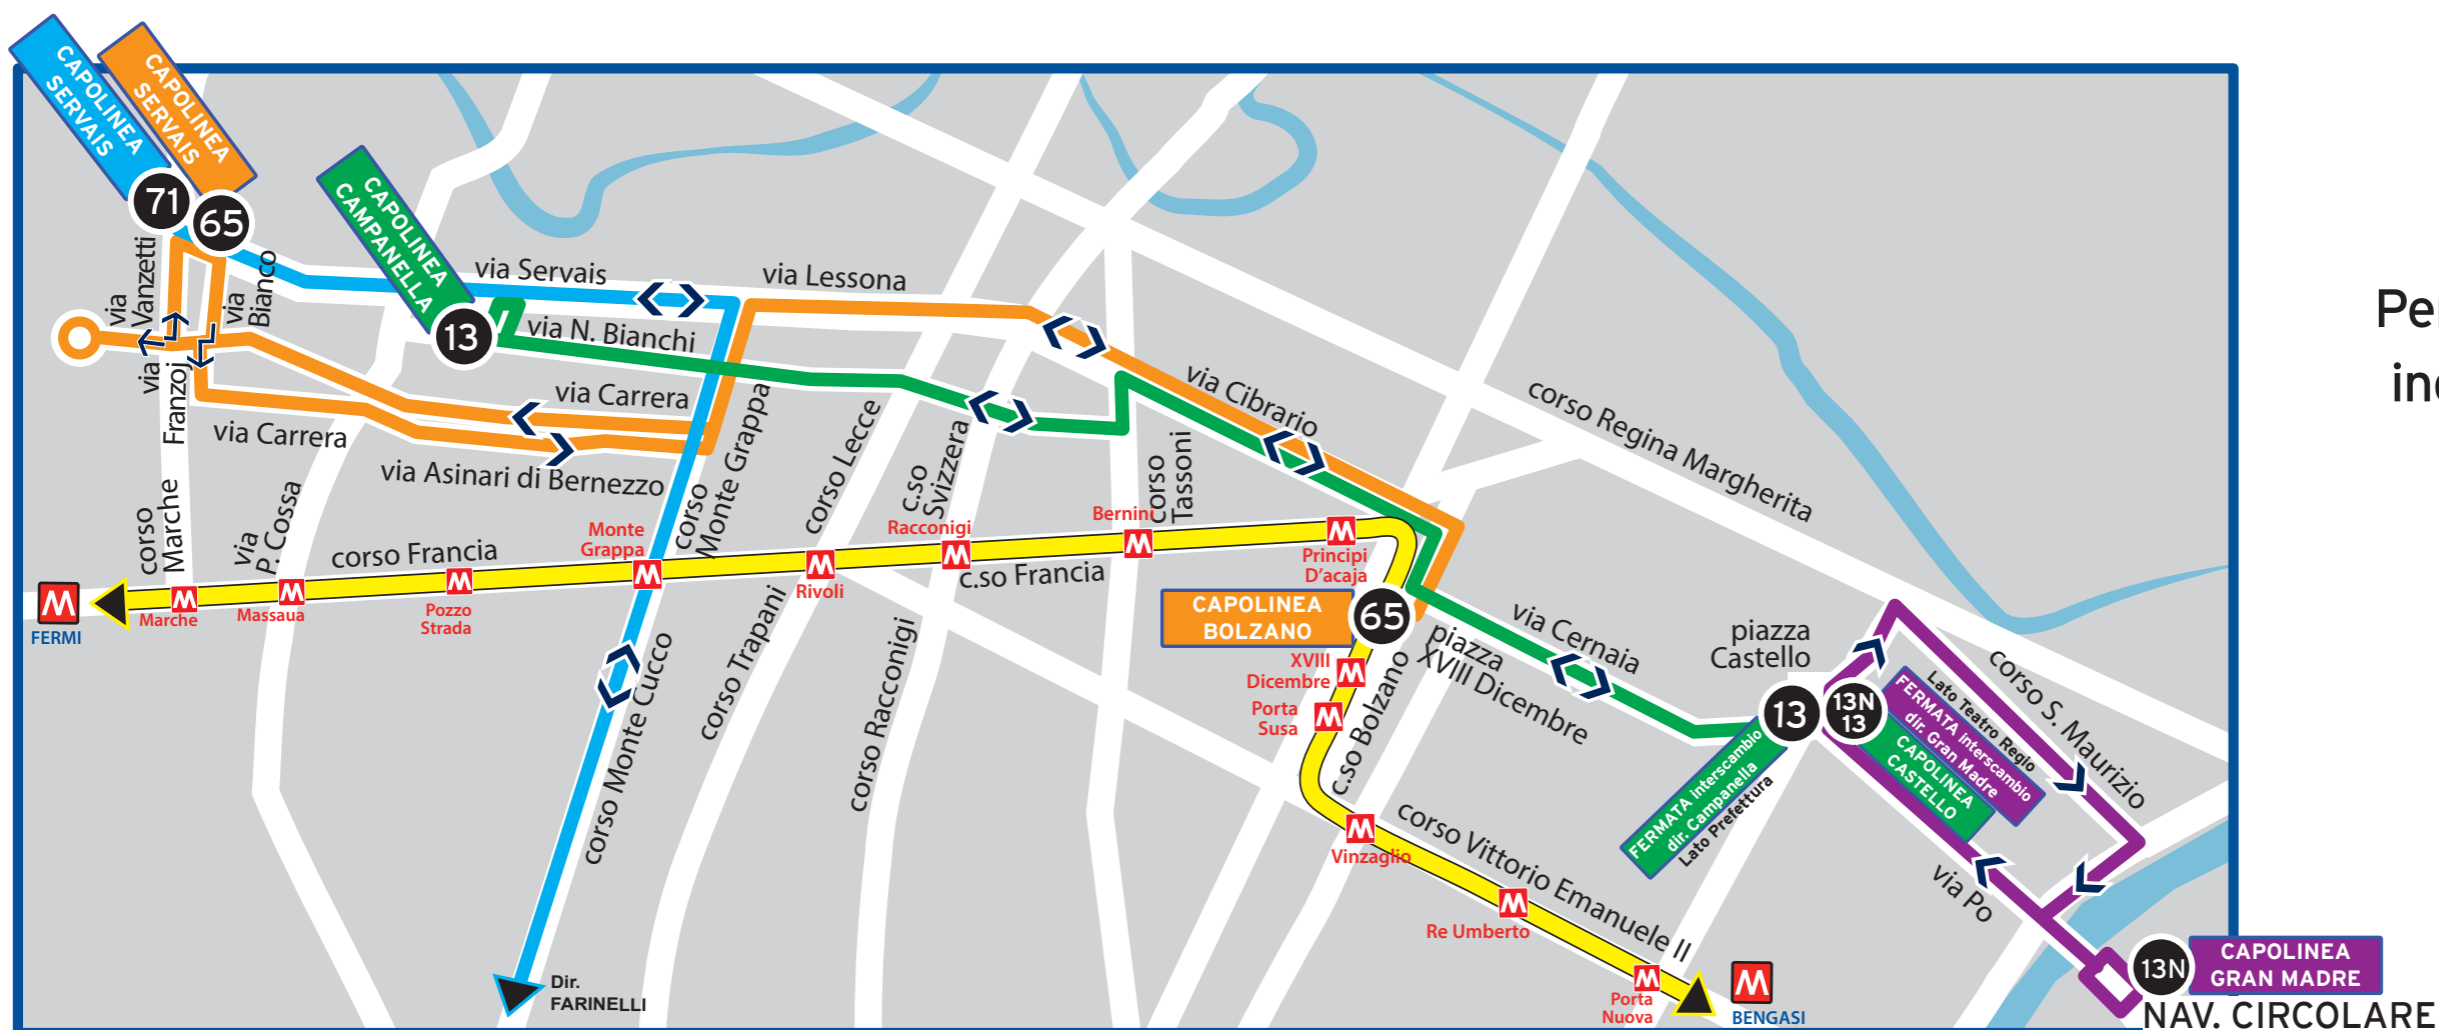 CAPOLINEA
SERVAIS
CAPOLINEA
SERVAIS
71
65
CAPOLINEA
CAMPANELLA
13
via
Vanzetti
via
Bianco
via Servais
via Lessona
via N. Bianchi
via Cibrario
corso Regina Margherita
via
Franzoj
via Carrera
via Carrera
via Asinari di Bernezzo
corso
Monte Grappa
corso Lecce
c.so
Svizzera
corso
Tassoni
corso
Marche
via
P. Cossa
corso Francia
c.so Francia
M
FERMI
M
Marche
M
Massaua
M
Pozzo
Strada
Monte
Grappa
M
M
Rivoli
Racconigi
M
Bernini
M
M
Principi
D'acaja
CAPOLINEA
BOLZANO
65
XVIII
Dicembre
M
Porta
Susa
M
piazza
XVIII Dicembre
c.so Bolzano
via Cernaia
piazza
Castello
13
13N
13
FERMATA interscambio
dir. Gran Madre
Lato Teatro Regio
CAPOLINEA
CASTELLO
FERMATA interscambio
dir. Campanella
Lato Prefettura
corso S. Maurizio
via Po
corso Monte Cucco
corso Trapani
corso Racconigi
M
Vinzaglio
corso Vittorio Emanuele II
M
Re Umberto
M
Porta
Nuova
M
BENGASI
Dir.
FARINELLI
13N
CAPOLINEA
GRAN MADRE
NAV. CIRCOLARE